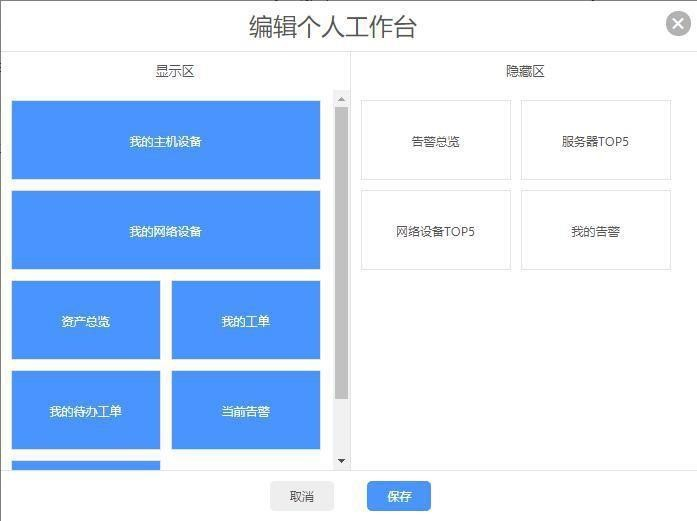 编辑个人工作台
显示区
隐藏区
我的主机设备
告警总览
服务器TOP5
我的网络设备
网络设备TOP5
我的告警
资产总览
我的工单
我的待办工单
当前告警
取消
保存